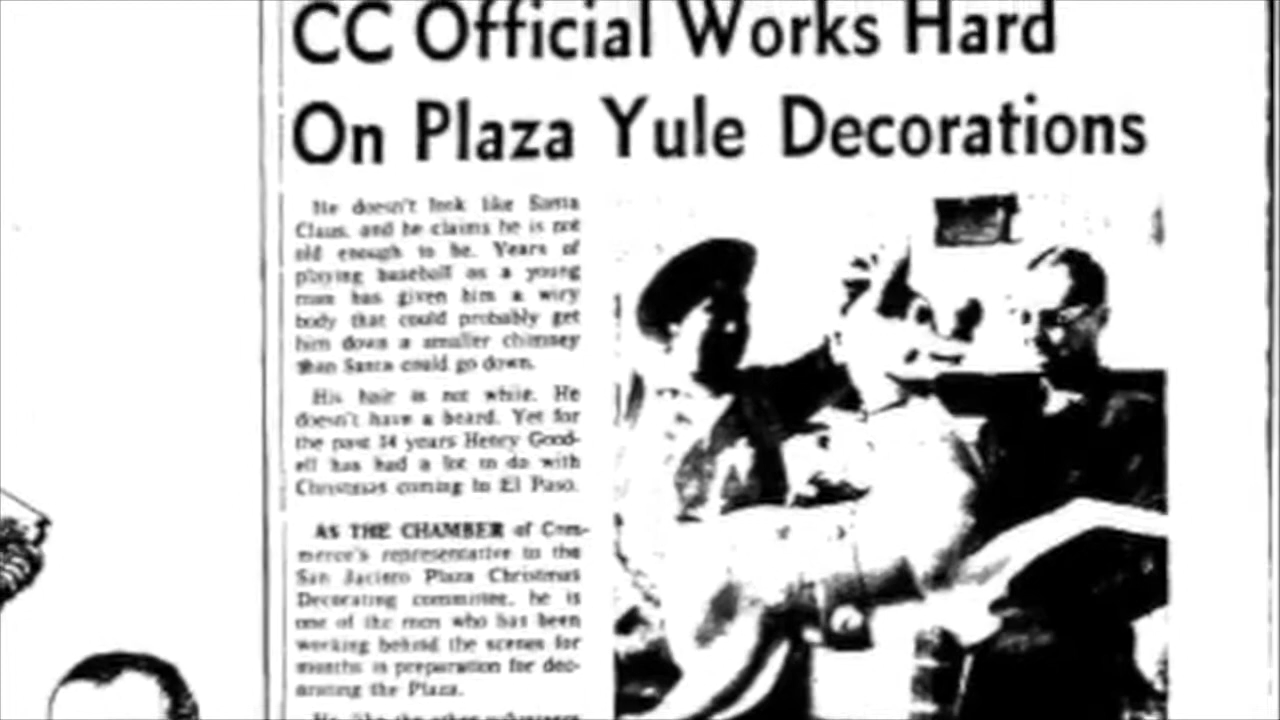 CC Official Works Hard
On Plaza Yule Decorations
He doesn't look like Santa
Claus, and he claims he is not
old enough to be. Years of
playing baseball as a young
man has given him a wiry
body that could probably get
him down a smaller chimney
than Santa could go down.
His hair is not white. He
doesn't have a beard. Yet for
the past 14 years Henry Good-
ell has had a lot to do with
Christmas coming to El Paso.
AS THE CHAMBER of Com-
merce's representative to the
San Jacinto Plaza Christmas
Decorating committee, he is
one of the men who has been
working behind the scenes for
months in preparation for dec-
orating the Plaza.
He, like the other volunteers